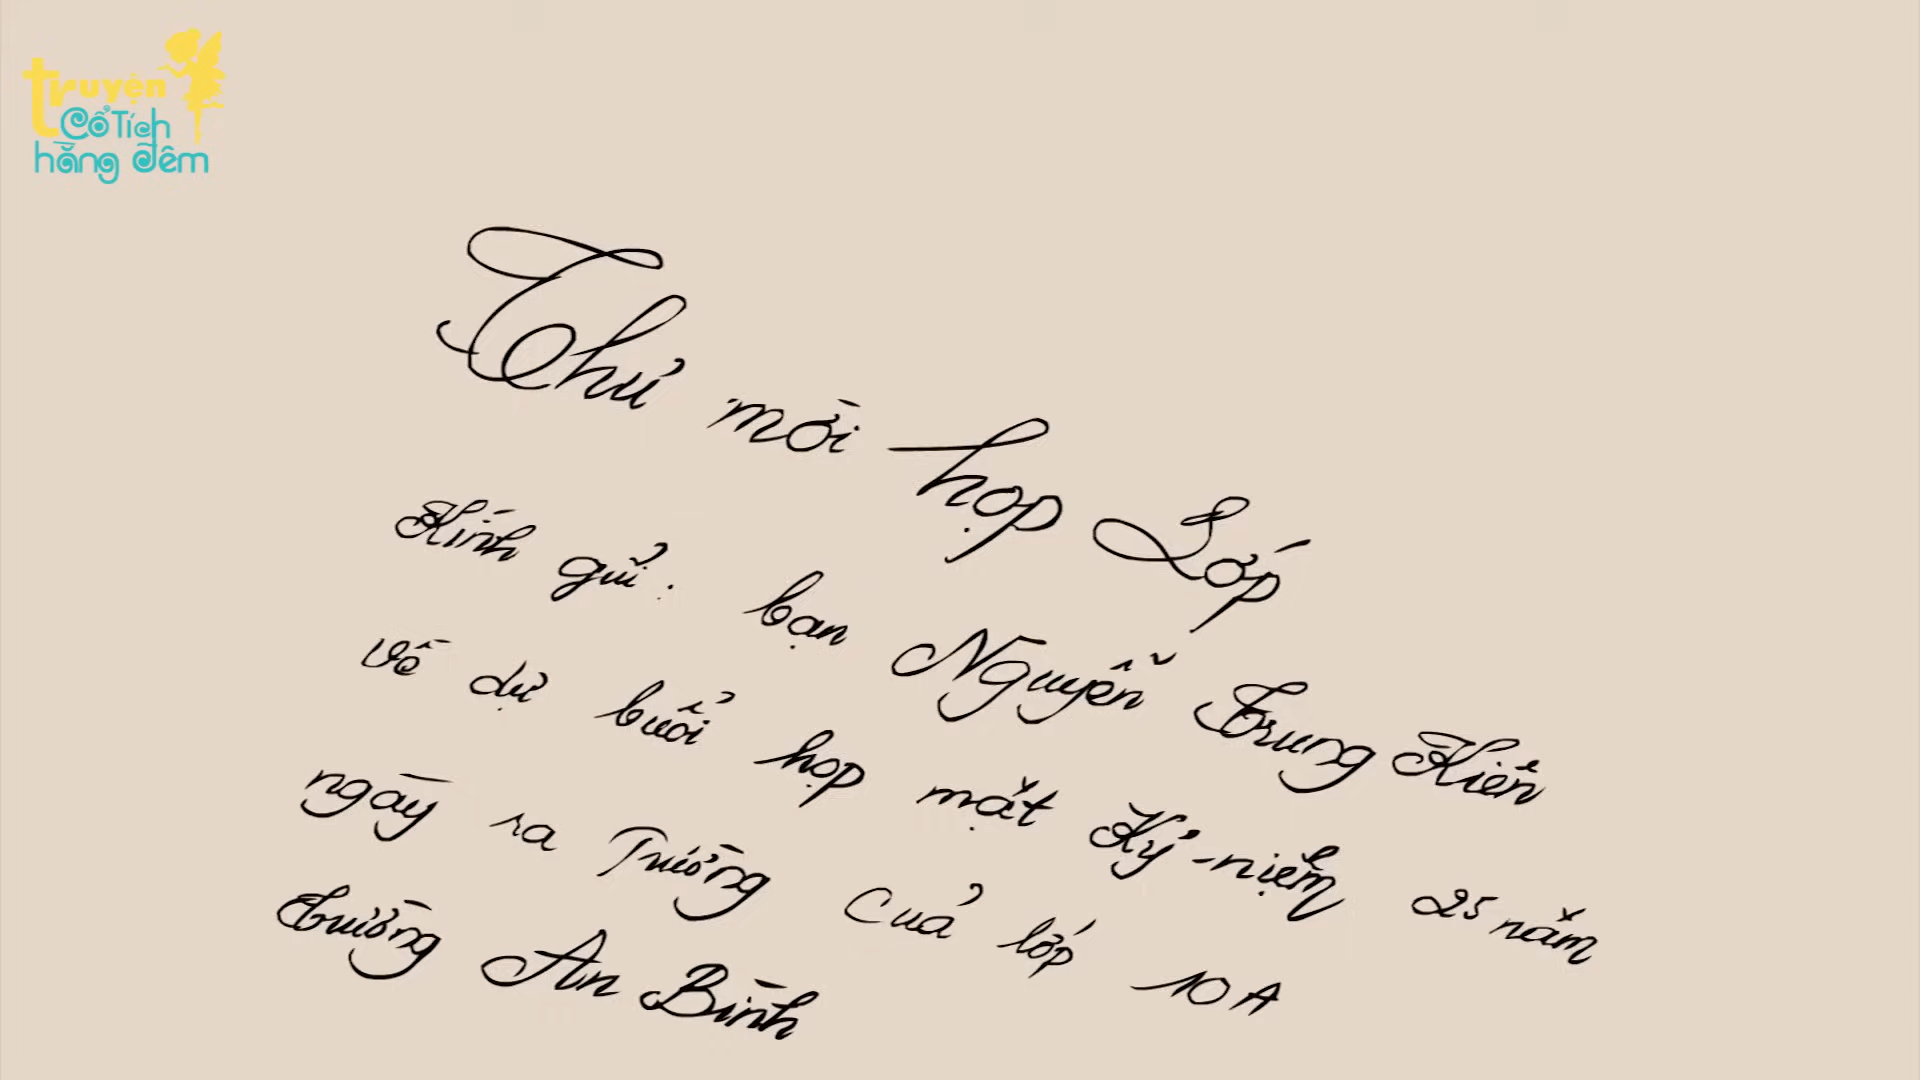 truyện
Cổ Tích
hằng đêm
Thư mời họp Lớp
Kính gửi: bạn Nguyễn Trung Kiên
Về dự buổi họp mặt Kỷ-niệm 25 năm
ngày ra Trường Của lớp 10A
trường An Bình